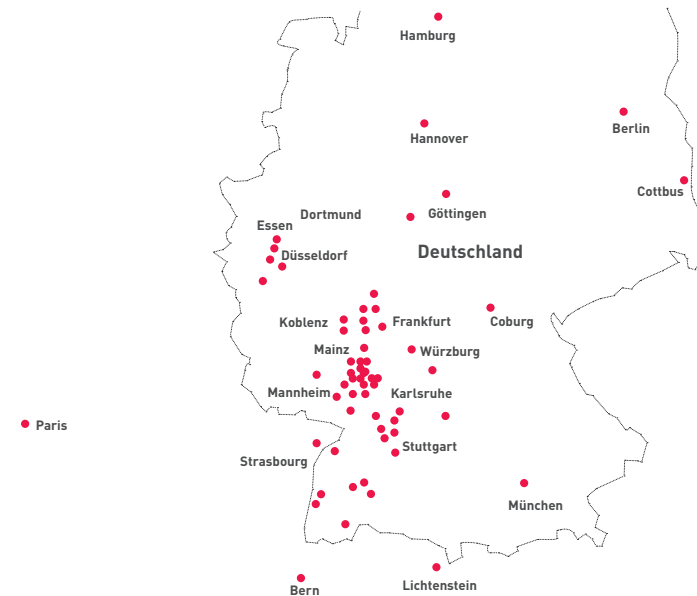 Hamburg
Berlin
Hannover
Cottbus
Dortmund
Göttingen
Essen
Düsseldorf
Deutschland
Koblenz
Frankfurt
Coburg
Mainz
Würzburg
Mannheim
Karlsruhe
Paris
Stuttgart
Strasbourg
München
Lichtenstein
Bern